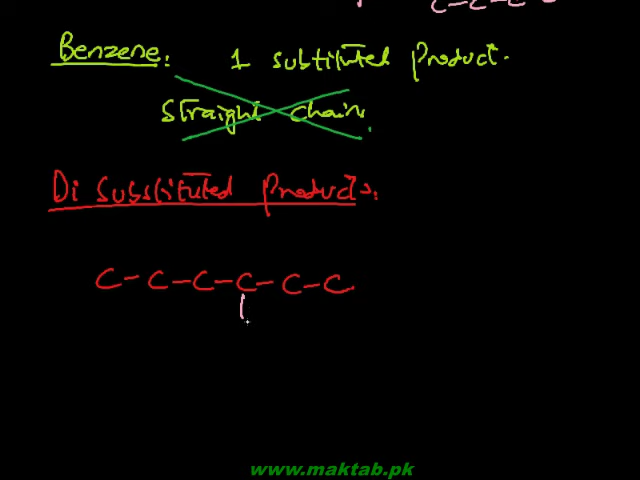 C-C-C
Benzene: 1 substituted Product.
Straight chain.
Di Substituted Products.
C-C-C-C-C-C
www.maktab.pk